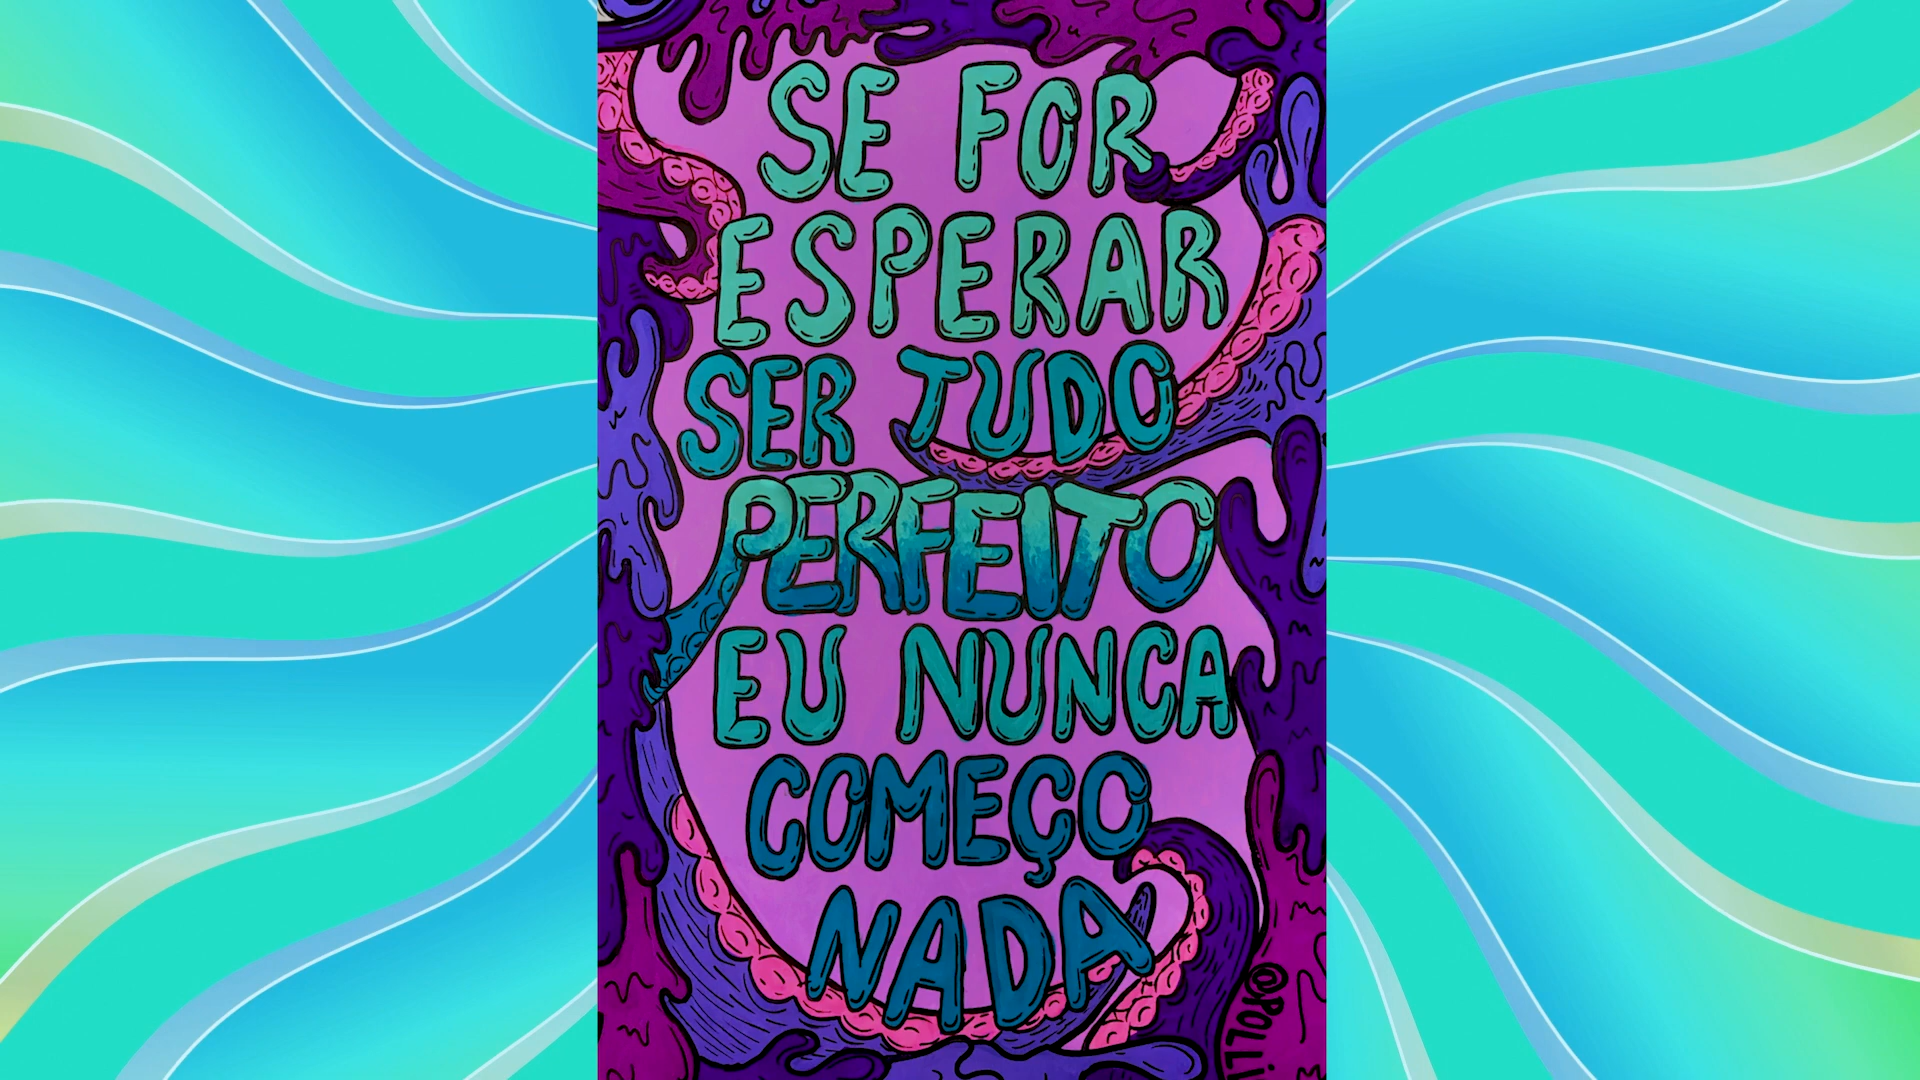 SE FOR
ESPERAR
SER TUDO
PERFEITO
EU NUNCA
COMEÇO
NADA